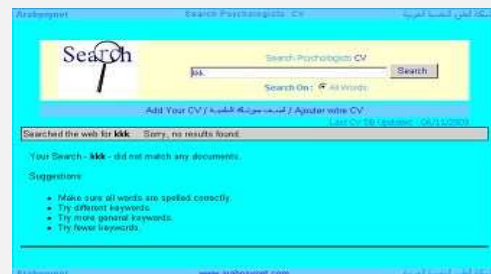 Arabpsynet Search Psychologists CV شبكة العلوم النفسية العربية
Search
Search Psychologists CV
kkk Search
Search On : All Words
Add Your CV / / Ajouter votre CV
Last CV DB Updated : 06/11/2003
Searched the web for kkk Sorry, no results found.
Your Search - kkk - did not match any documents.
Suggestions:
Make sure all words are spelled correctly.
Try different keywords.
Try more general keywords.
Try fewer keywords.
Arabpsynet www.arabpsynet.com شبكة العلوم النفسية العربية